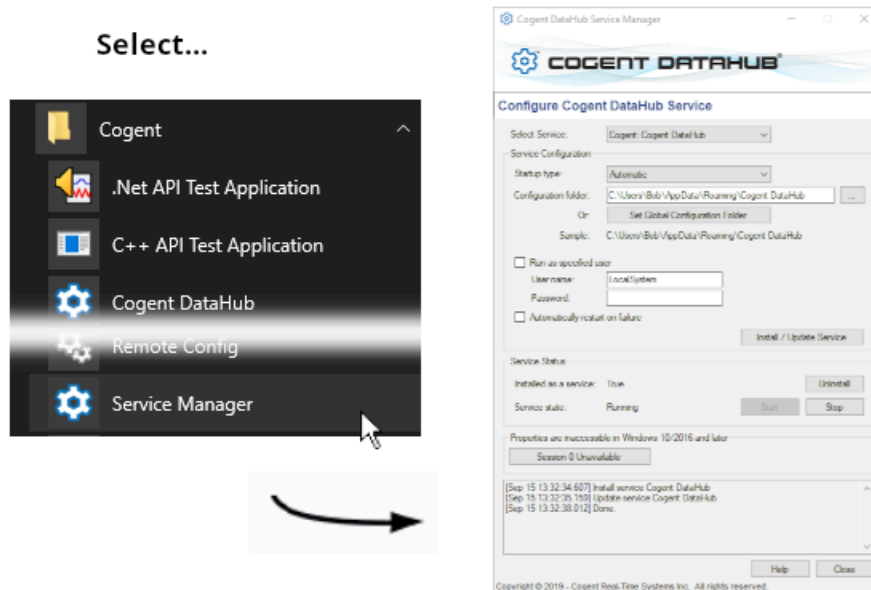 Select...
Cogent
.Net API Test Application
C++ API Test Application
Cogent DataHub
Remote Config
Service Manager
Cogent DataHub Service Manager
COGENT DATAHUB
Configure Cogent DataHub Service
Select Service: Cogent: Cogent DataHub
Service Configuration
Startup type: Automatic
Configuration folder: C:\Users\Bob\AppData\Roaming\Cogent DataHub ...
Or: Set Global Configuration Folder
Sample: C:\Users\Bob\AppData\Roaming\Cogent DataHub
Run as specified user
User name: LocalSystem
Password:
Automatically restart on failure
Install / Update Service
Service Status
Installed as a service: True Uninstall
Service state: Running Start Stop
Properties are inaccessible in Windows 10/2016 and later
Session 0 Unavailable
[Sep 15 13:32:34.607] Install service Cogent DataHub
[Sep 15 13:32:35.159] Update service Cogent DataHub
[Sep 15 13:32:38.012] Done.
Help Close
Copyright © 2019 - Cogent Real-Time Systems Inc. All rights reserved.